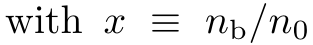 with x ≡ n_b/n_0